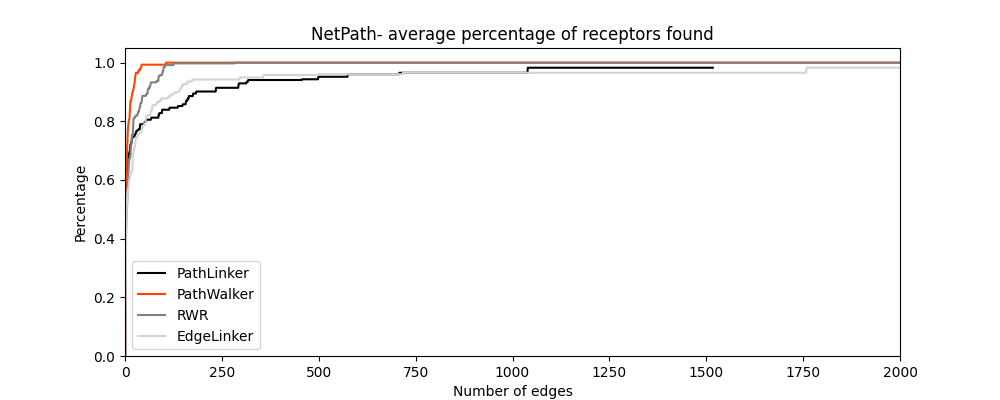 NetPath- average percentage of receptors found
Percentage
1.0
0.8
0.6
0.4
0.2
0.0
PathLinker
PathWalker
RWR
EdgeLinker
0 250 500 750 1000 1250 1500 1750 2000
Number of edges